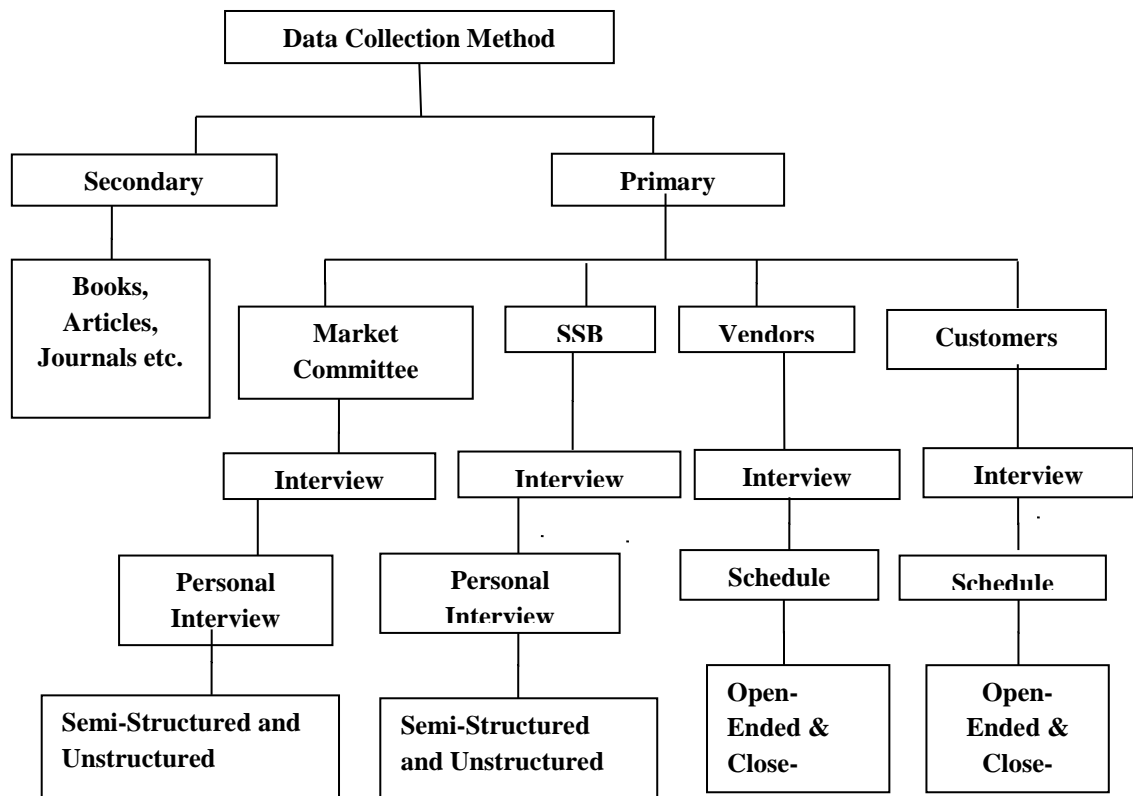 Data Collection Method
Secondary
Primary
Books,
Articles,
Journals etc.
Market
Committee
SSB
Vendors
Customers
Interview
Interview
Interview
Interview
Personal
Interview
Personal
Interview
Schedule
Schedule
Semi-Structured and
Unstructured
Semi-Structured
and Unstructured
Open-
Ended &
Close-
Open-
Ended &
Close-